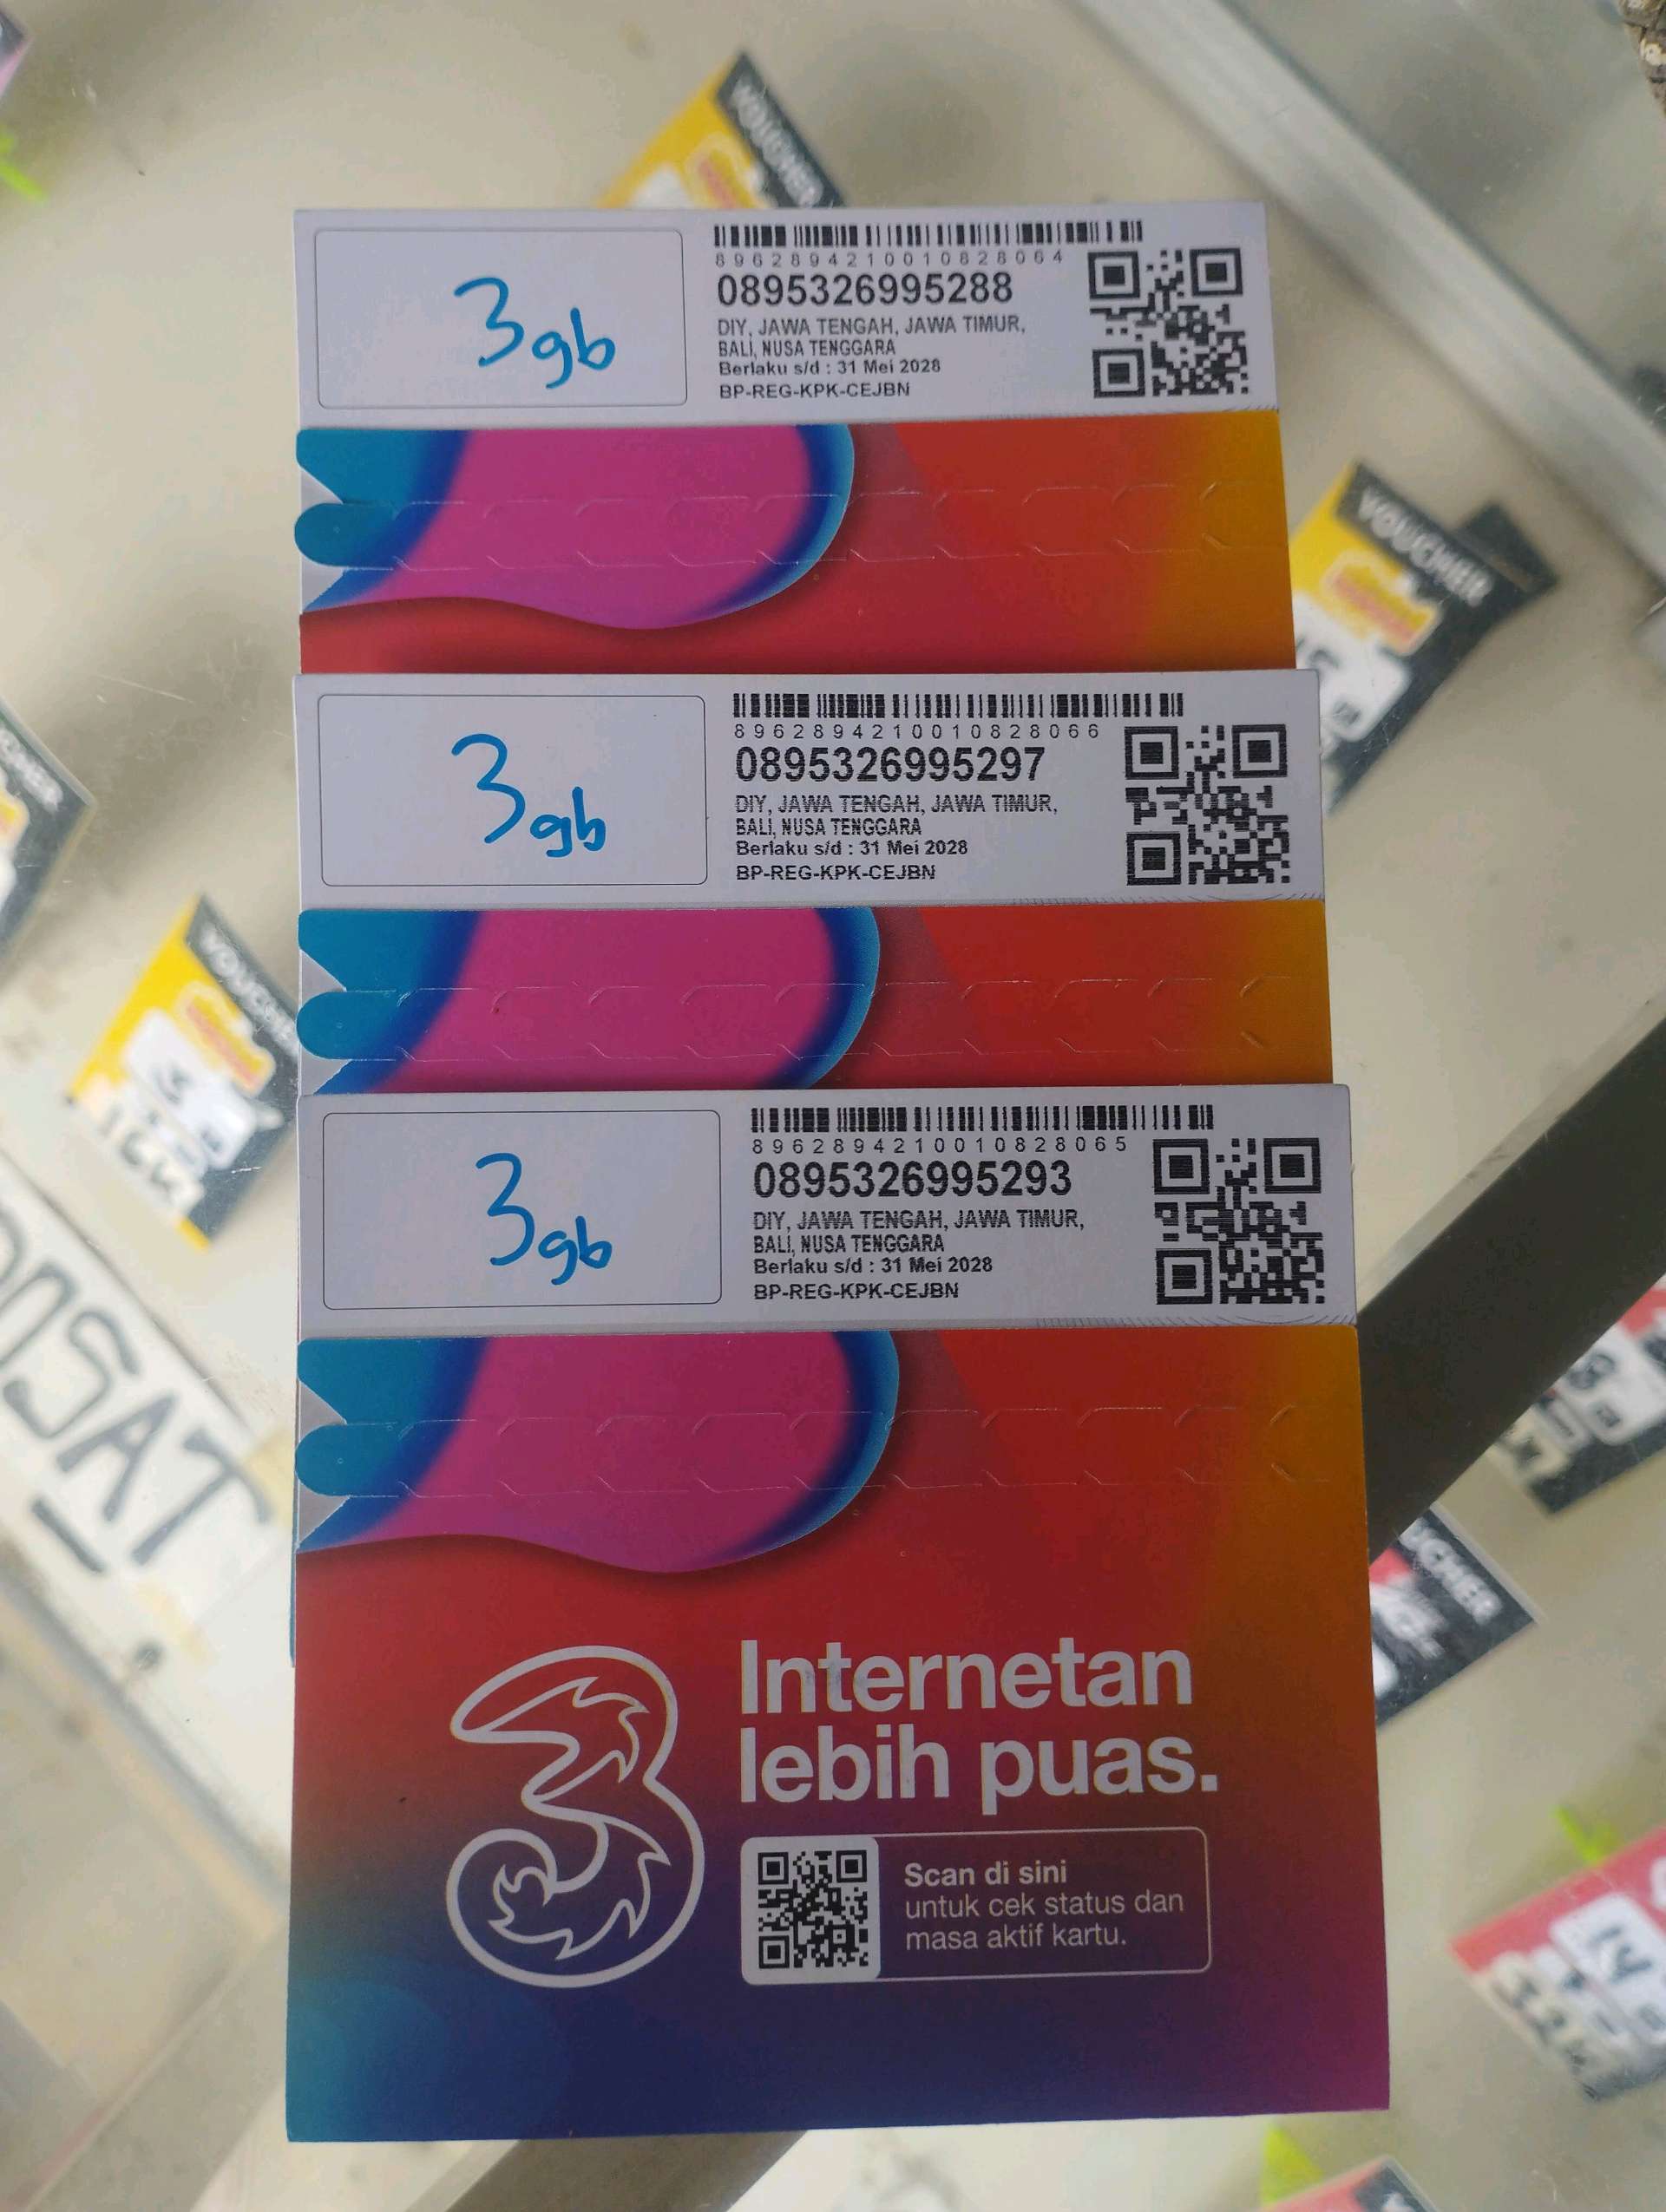 VOUCHER
3gb
8962894210010828064
0895326995288
DIY, JAWA TENGAH, JAWA TIMUR,
BALI, NUSA TENGGARA
Berlaku s/d : 31 Mei 2028
BP-REG-KPK-CEJBN
VOUCHER
3gb
8962894210010828066
0895326995297
DIY, JAWA TENGAH, JAWA TIMUR,
BALI, NUSA TENGGARA
Berlaku s/d : 31 Mei 2028
BP-REG-KPK-CEJBN
VOUCHER
3gb
8962894210010828065
0895326995293
DIY, JAWA TENGAH, JAWA TIMUR,
BALI, NUSA TENGGARA
Berlaku s/d : 31 Mei 2028
BP-REG-KPK-CEJBN
3
Internetan
lebih puas.
Scan di sini
untuk cek status dan
masa aktif kartu.